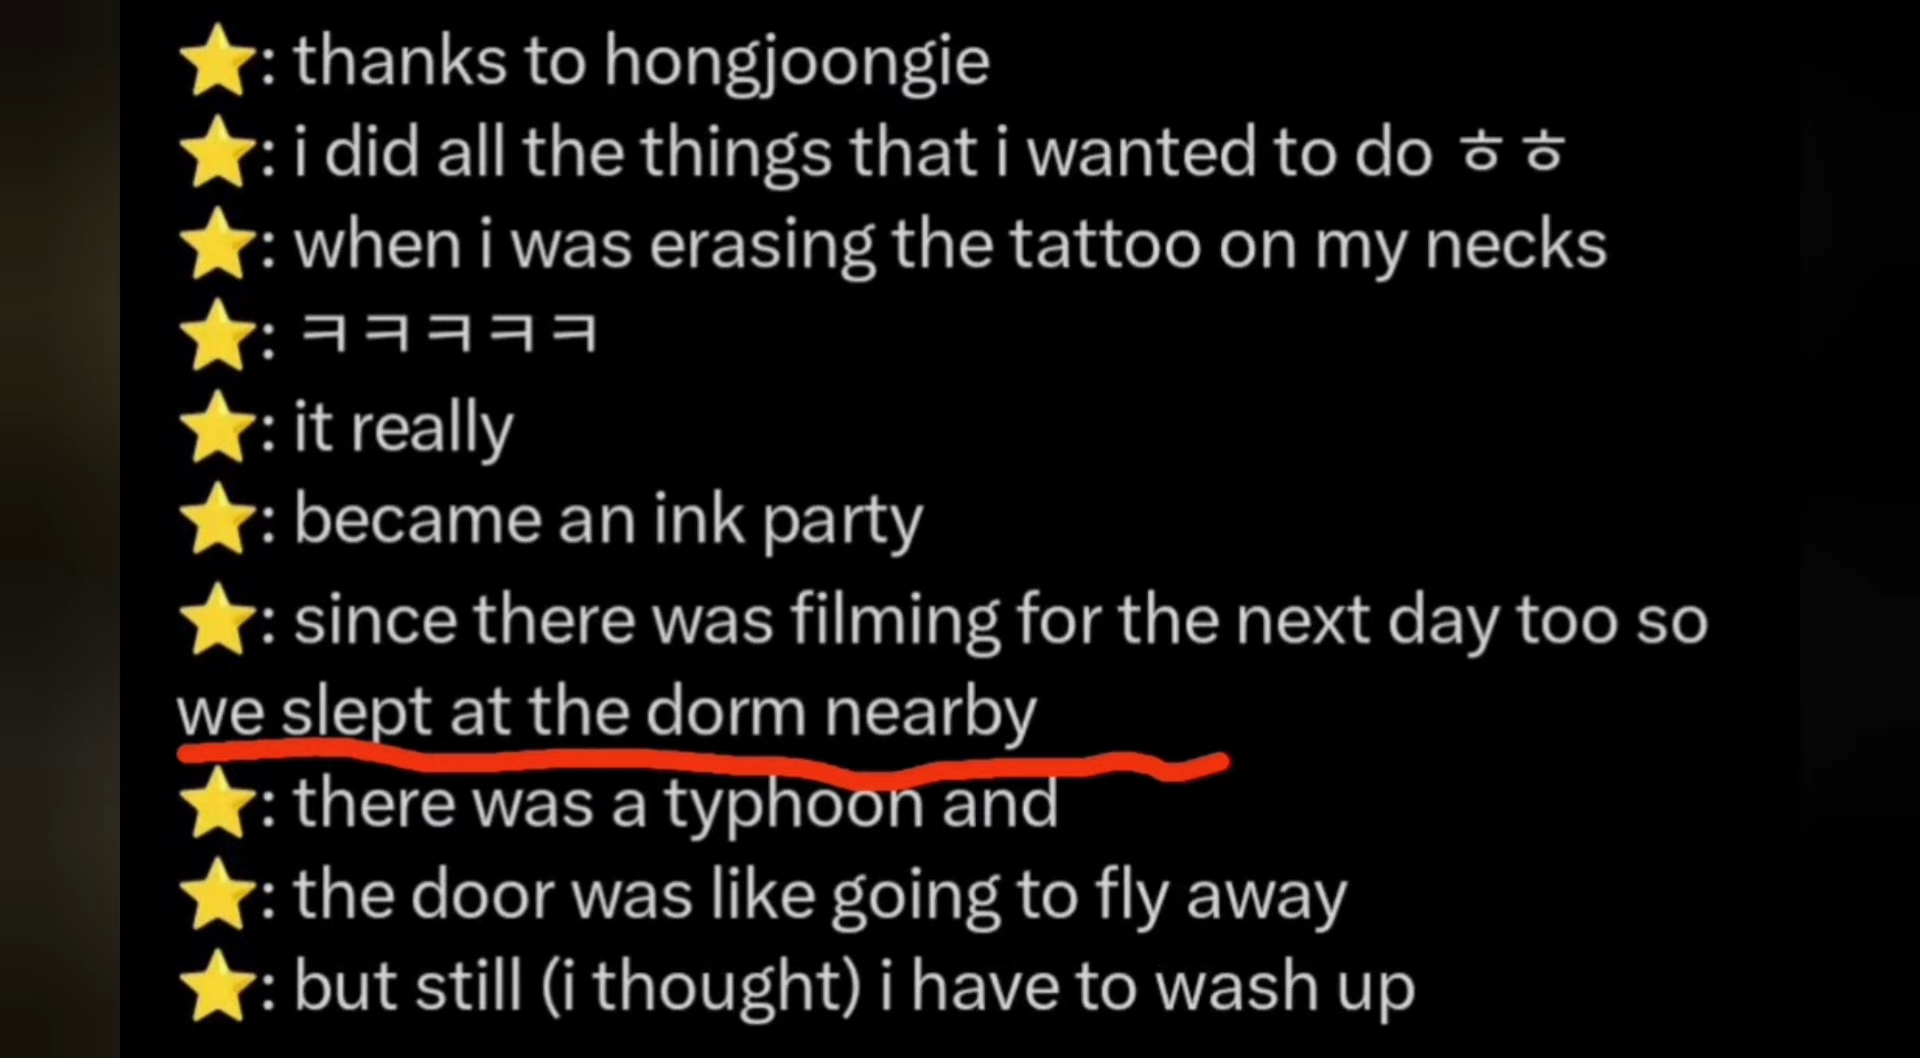 ⭐: thanks to hongjoongie
⭐: i did all the things that i wanted to do ㅎㅎ
⭐: when i was erasing the tattoo on my necks
⭐: ㅋㅋㅋㅋㅋ
⭐: it really
⭐: became an ink party
⭐: since there was filming for the next day too so
we slept at the dorm nearby
⭐: there was a typhoon and
⭐: the door was like going to fly away
⭐: but still (i thought) i have to wash up